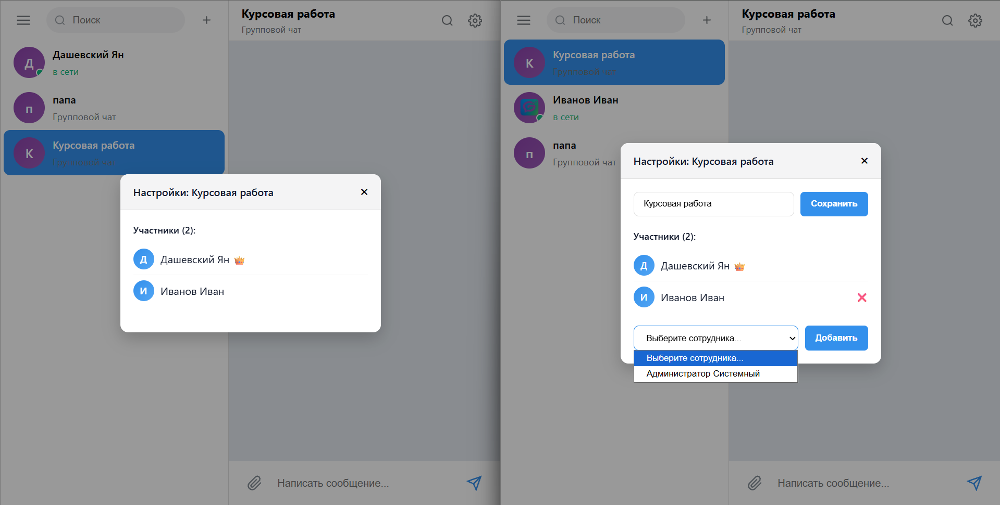 Поиск
+
Курсовая работа
Групповой чат
Д
Дашевский Ян
в сети
п
папа
Групповой чат
К
Курсовая работа
Групповой чат
Настройки: Курсовая работа
Участники (2):
Д
Дашевский Ян
И
Иванов Иван
Написать сообщение...
Поиск
+
Курсовая работа
Групповой чат
К
Курсовая работа
Групповой чат
Иванов Иван
в сети
п
папа
Групповой чат
Настройки: Курсовая работа
Курсовая работа
Сохранить
Участники (2):
Д
Дашевский Ян
И
Иванов Иван
Выберите сотрудника...
Добавить
Выберите сотрудника...
Администратор Системный
Написать сообщение...